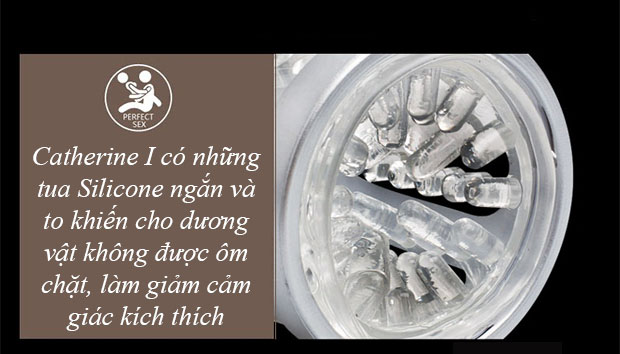 PERFECT
SEX
Catherine I có những
tua Silicone ngắn và
to khiến cho dương
vật không được ôm
chặt, làm giảm cảm
giác kích thích